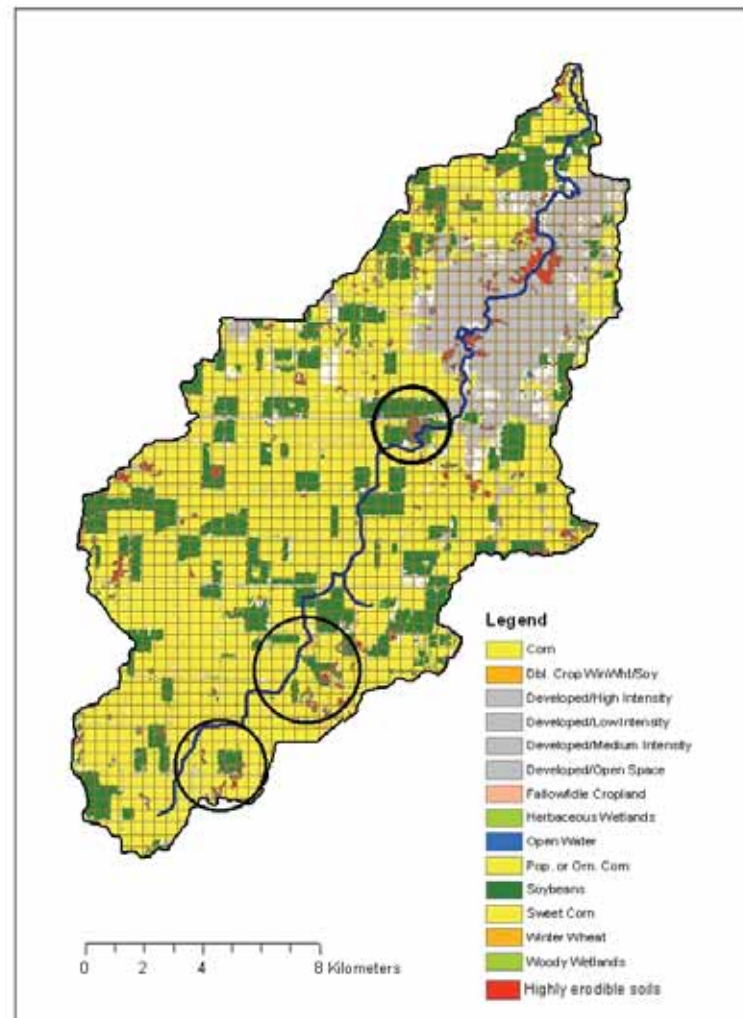 Legend
Corn
Dbl. Crop WinWht/Soy
Developed/High Intensity
Developed/Low Intensity
Developed/Medium Intensity
Developed/Open Space
Fallow/Idle Cropland
Herbaceous Wetlands
Open Water
Pop. or Orn. Corn
Soybeans
Sweet Corn
Winter Wheat
Woody Wetlands
Highly erodible soils
0 2 4 8 Kilometers